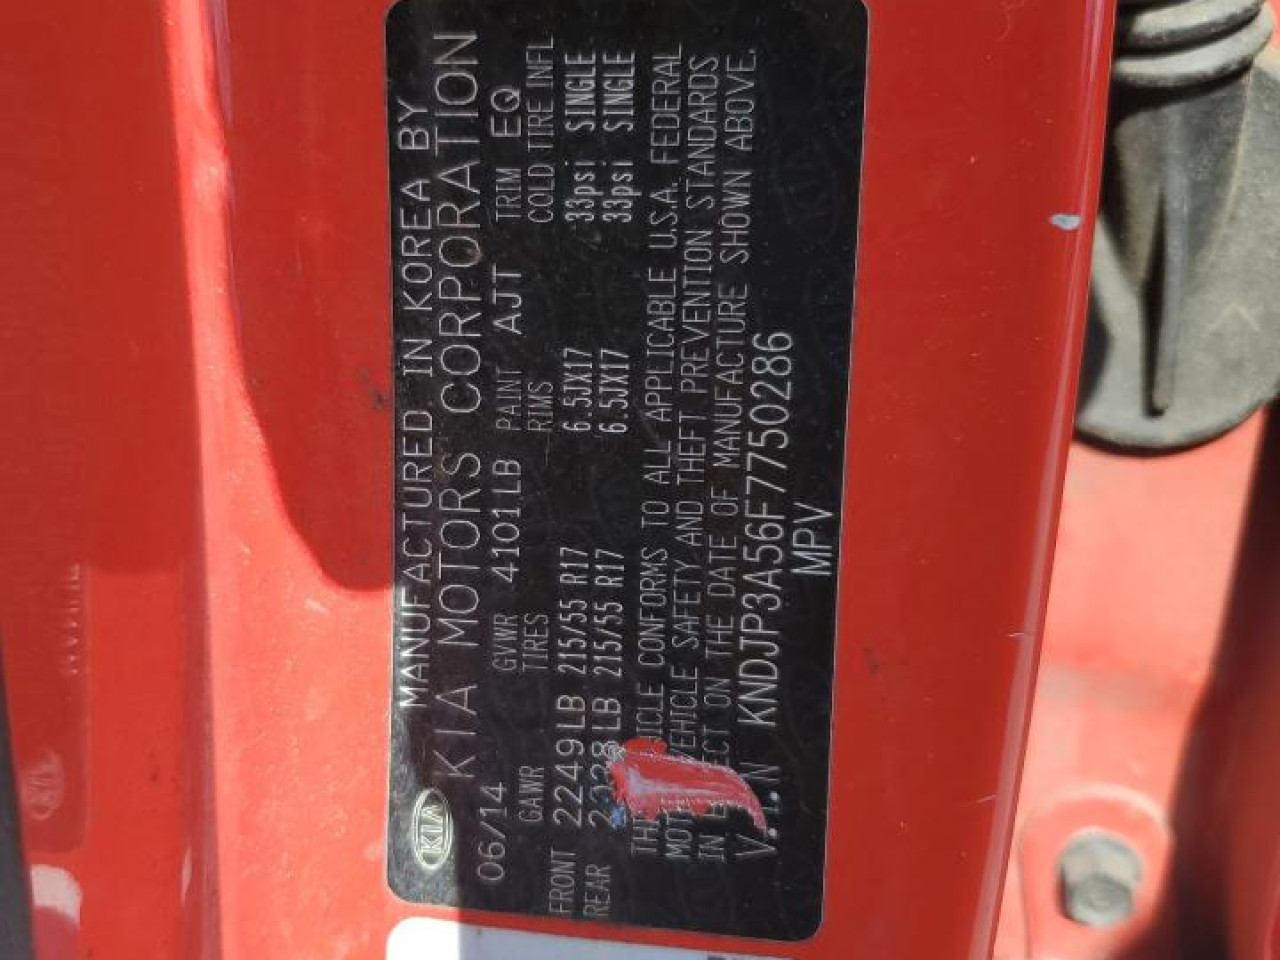 KIA
MANUFACTURED IN KOREA BY
KIA MOTORS CORPORATION
06/14 GVWR 4101LB PAINT AJT TRIM EQ
GAWR TIRES RIMS COLD TIRE INFL
FRONT 2249LB 215/55 R17 6.5JX17 33psi SINGLE
REAR 215/55 R17 6.5JX17 33psi SINGLE
CONFORMS TO ALL APPLICABLE U.S.A. FEDERAL
VEHICLE SAFETY AND THEFT PREVENTION STANDARDS
IN ON THE DATE OF MANUFACTURE SHOWN ABOVE.
V.I.N KNDJP3A56F7750286
MPV